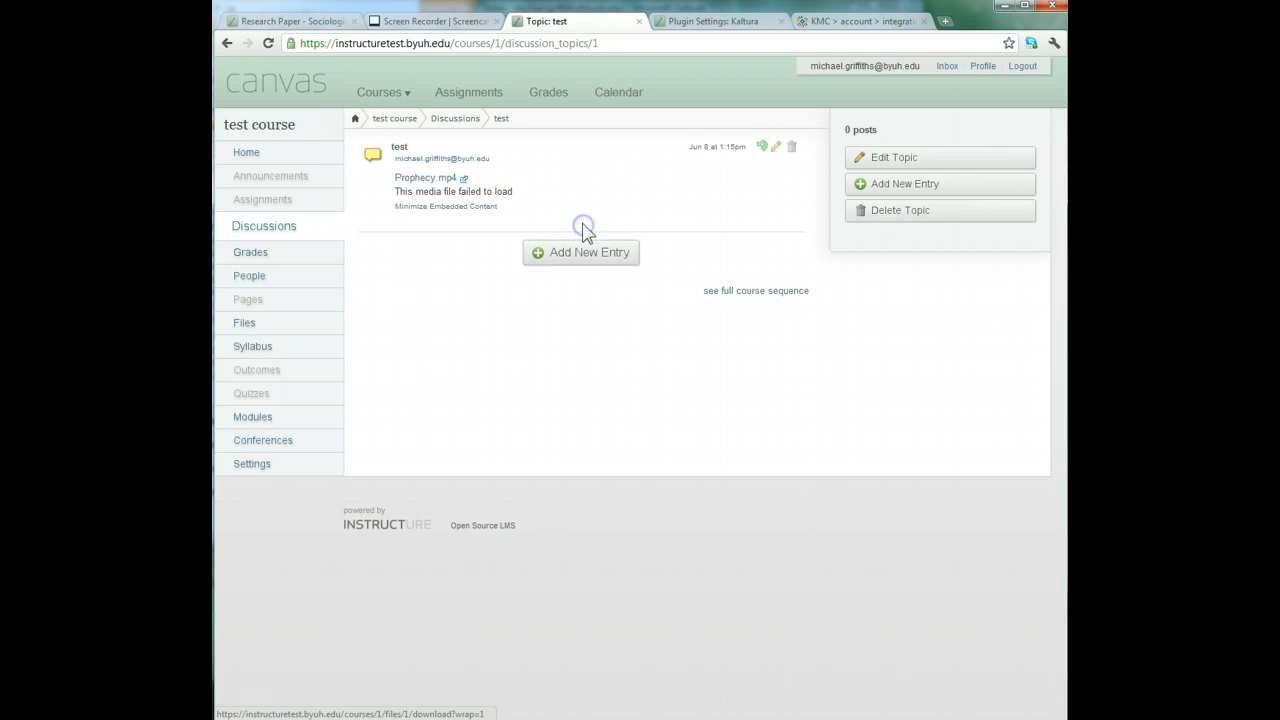 Research Paper - Sociologic
Screen Recorder | Screenca
Topic: test
Plugin Settings: Kaltura
KMC > account > integrati
https://instructuretest.byuh.edu/courses/1/discussion_topics/1
michael.griffiths@byuh.edu Inbox Profile Logout
canvas
Courses Assignments Grades Calendar
test course
test course Discussions test
0 posts
Home
Announcements
Assignments
Discussions
Grades
People
Pages
Files
Syllabus
Outcomes
Quizzes
Modules
Conferences
Settings
test
Jun 8 at 1:15pm
michael.griffiths@byuh.edu
Prophecy.mp4
This media file failed to load
Minimize Embedded Content
Add New Entry
see full course sequence
Edit Topic
Add New Entry
Delete Topic
powered by
INSTRUCTURE Open Source LMS
https://instructuretest.byuh.edu/courses/1/files/1/download?wrap=1